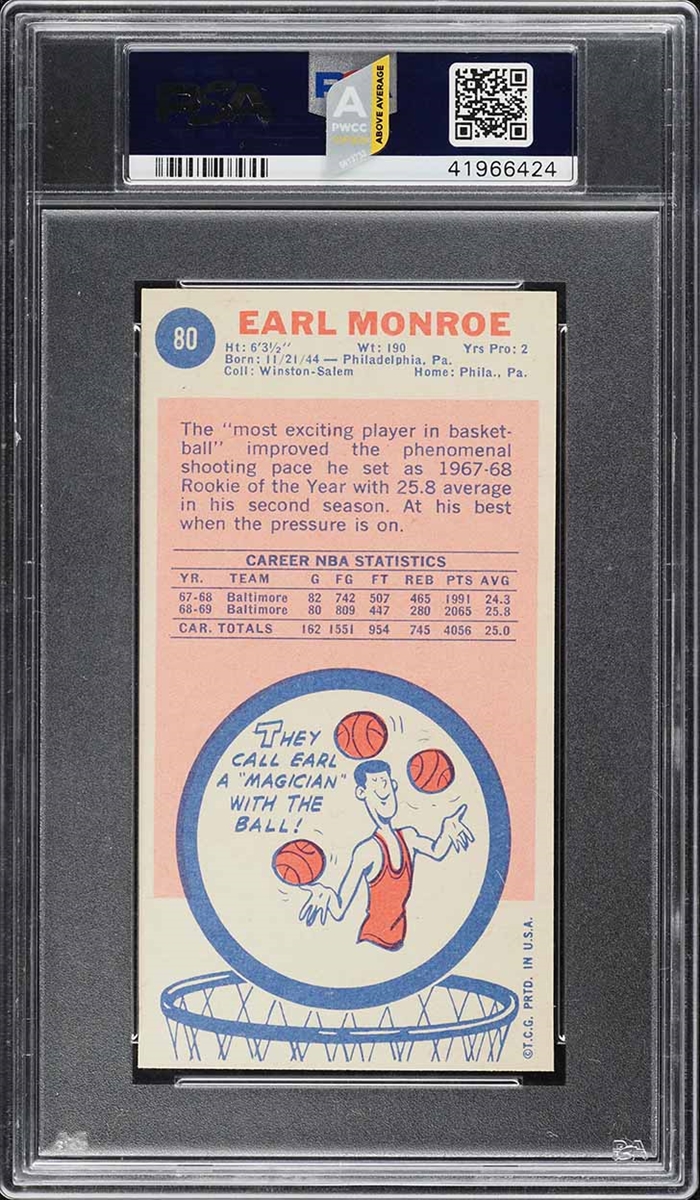 PSA
PSA
A
PWCC
ABOVE AVERAGE
41966424
80
EARL MONROE
Ht: 6'3½" Wt: 190 Yrs Pro: 2
Born: 11/21/44 — Philadelphia, Pa.
Coll: Winston-Salem Home: Phila., Pa.
The "most exciting player in basket-
ball" improved the phenomenal
shooting pace he set as 1967-68
Rookie of the Year with 25.8 average
in his second season. At his best
when the pressure is on.
CAREER NBA STATISTICS
YR. TEAM G FG FT REB PTS AVG
67-68 Baltimore 82 742 507 465 1991 24.3
68-69 Baltimore 80 809 447 280 2065 25.8
CAR. TOTALS 162 1551 954 745 4056 25.0
THEY
CALL EARL
A "MAGICIAN"
WITH THE
BALL!
©T.C.G. PRTD. IN U.S.A.
PSA